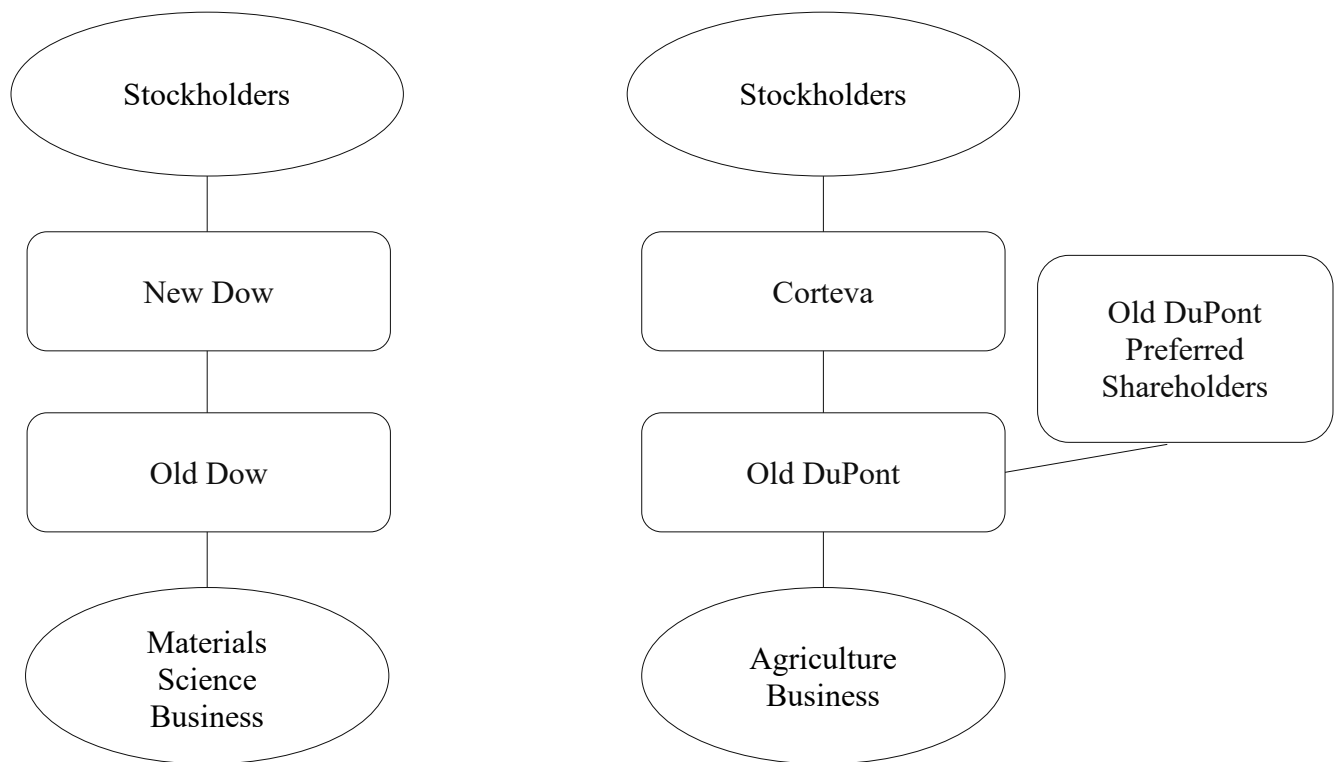 Stockholders
New Dow
Old Dow
Materials
Science
Business
Stockholders
Corteva
Old DuPont
Agriculture
Business
Old DuPont
Preferred
Shareholders